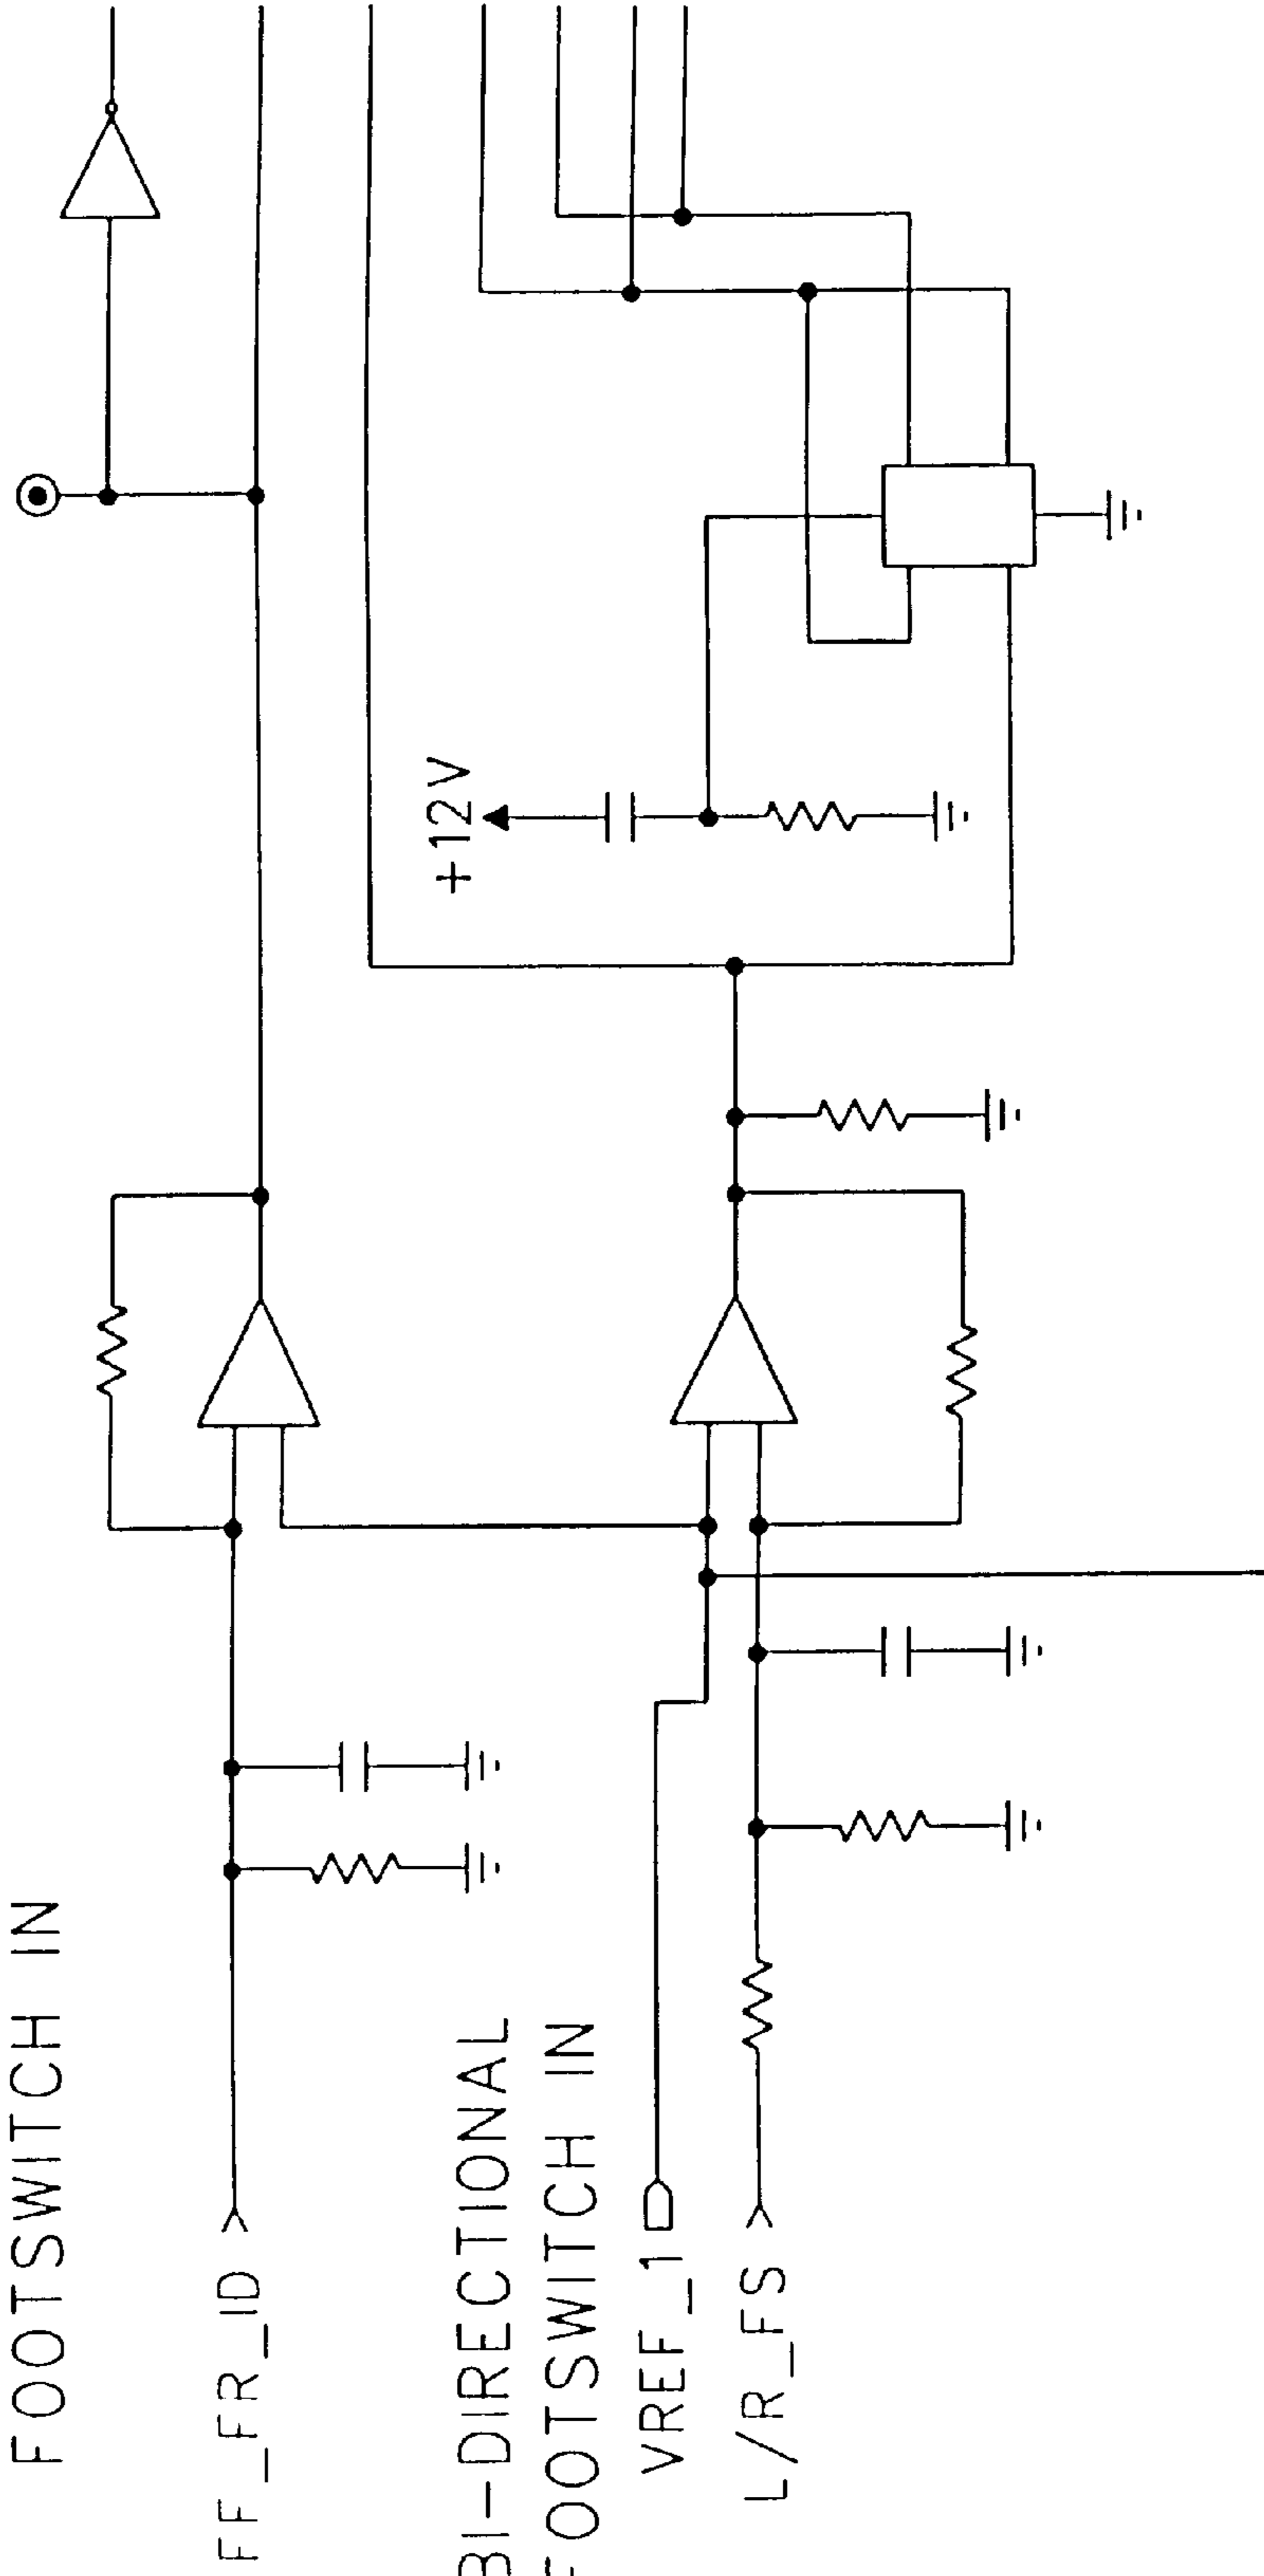 FOOTSWITCH IN
FF_FR_ID
BI-DIRECTIONAL
FOOTSWITCH IN
VREF_1
L/R_FS
+12V